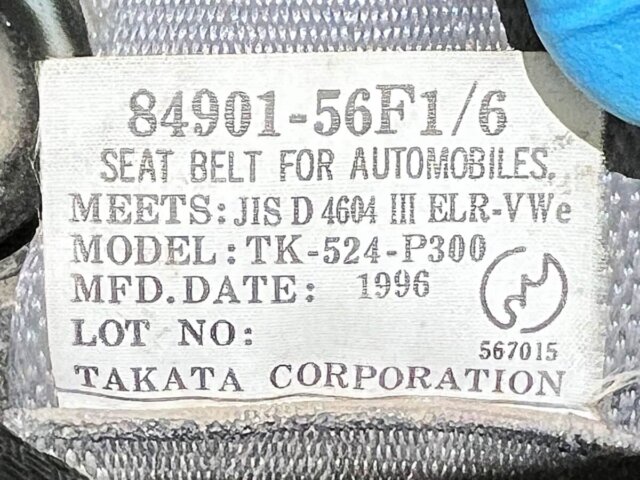 84901-56F1/6
SEAT BELT FOR AUTOMOBILES.
MEETS: JIS D 4604 III ELR-VWe
MODEL: TK-524-P300
MFD.DATE: 1996
LOT NO:
567015
TAKATA CORPORATION